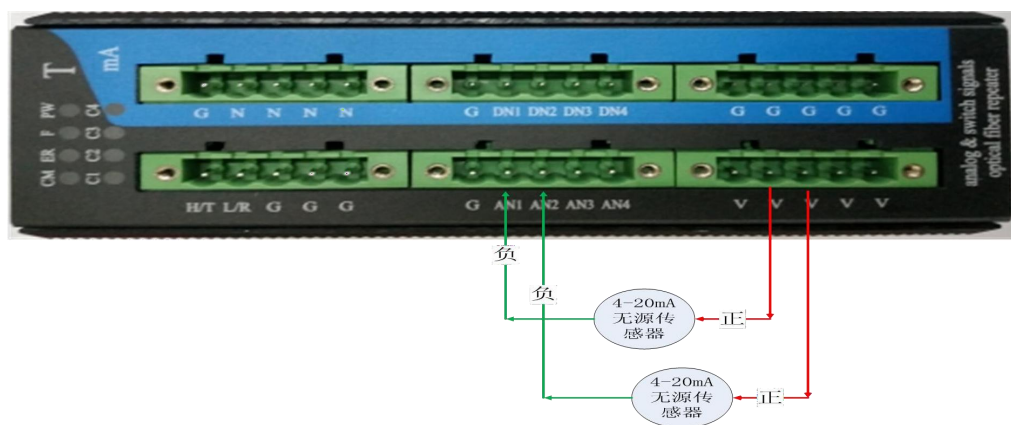 T
mA
PW
C4
F
C3
ER
C2
CM
C1
G N N N N
G DN1 DN2 DN3 DN4
G G G G G
H/T L/R G G G
G AN1 AN2 AN3 AN4
V V V V V
analog & switch signals
optical fiber repeater
负
负
4-20mA
无源传
感器
正
4-20mA
无源传
感器
正